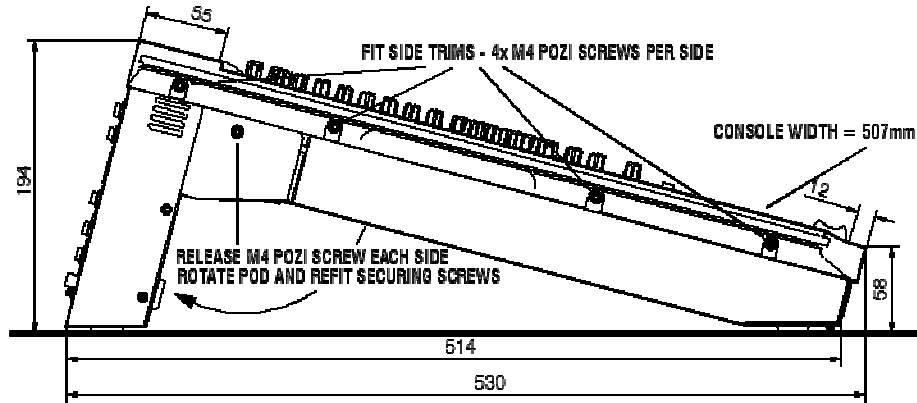 55
FIT SIDE TRIMS - 4x M4 POZI SCREWS PER SIDE
CONSOLE WIDTH = 507mm
194
12
RELEASE M4 POZI SCREW EACH SIDE
ROTATE POD AND REFIT SECURING SCREWS
58
514
530